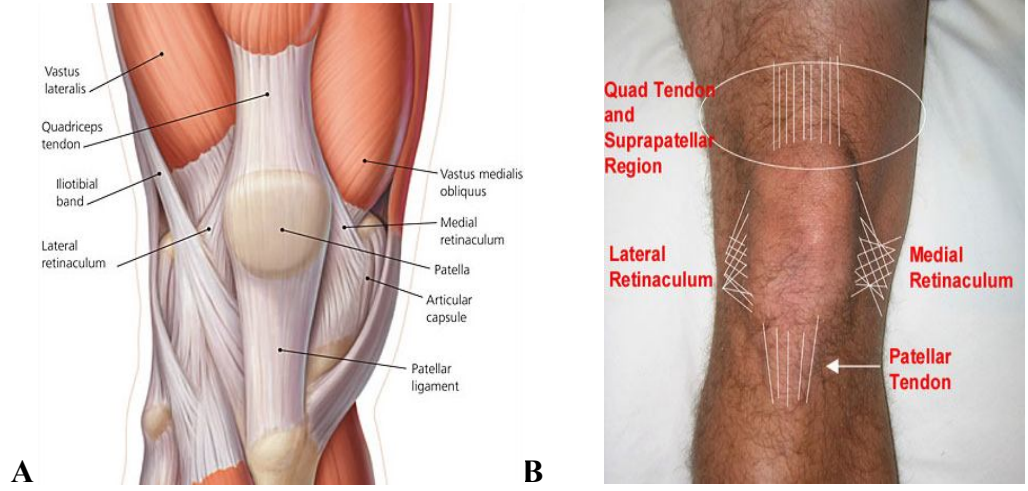 Vastus
lateralis
Quadriceps
tendon
Iliotibial
band
Lateral
retinaculum
Vastus medialis
obliquus
Medial
retinaculum
Patella
Articular
capsule
Patellar
ligament
A
Quad Tendon
and
Suprapatellar
Region
Lateral
Retinaculum
Medial
Retinaculum
Patellar
Tendon
B